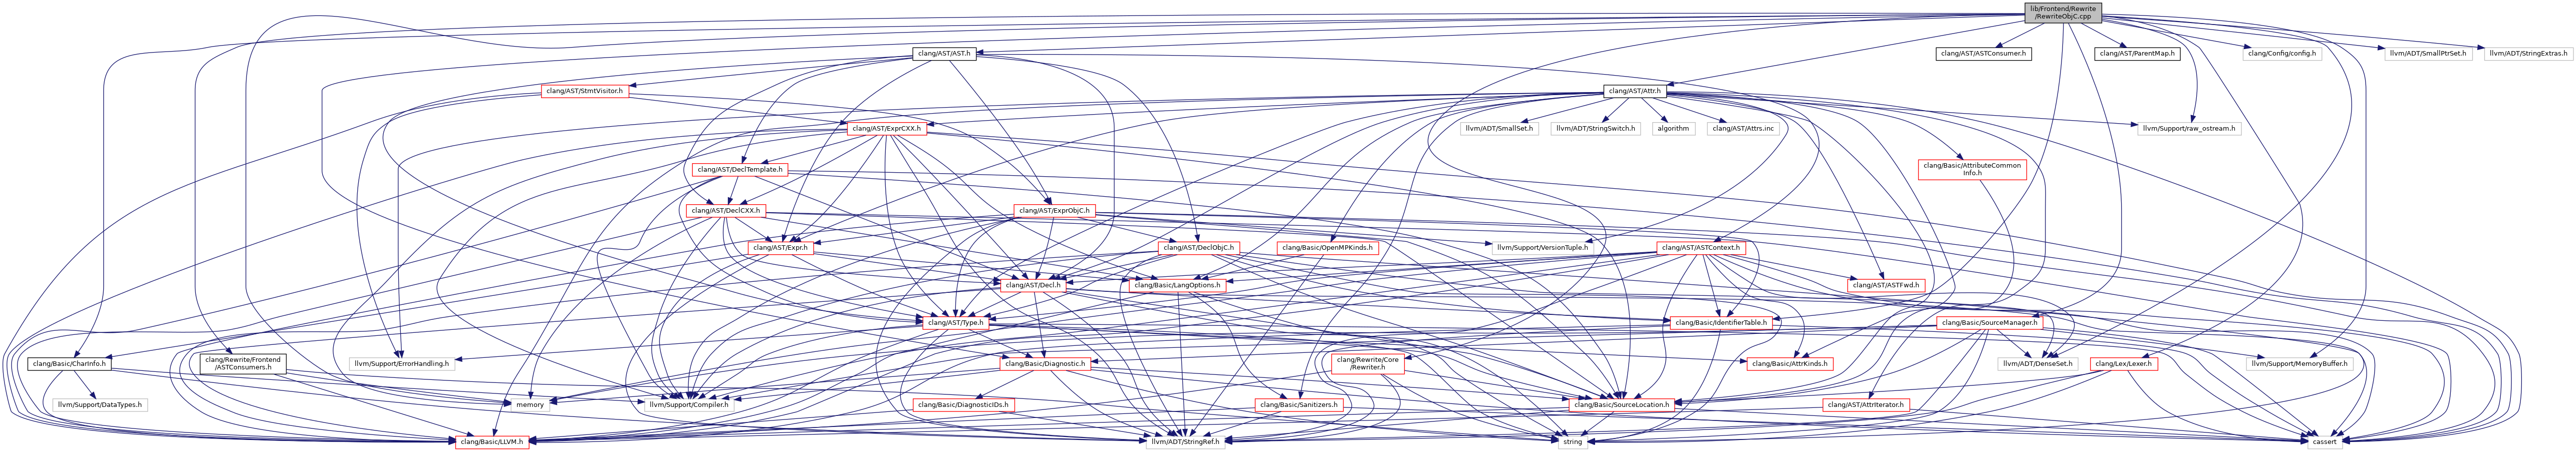 lib/Frontend/Rewrite
/RewriteObjC.cpp
clang/AST/AST.h
clang/AST/ASTConsumer.h
clang/AST/ParentMap.h
clang/Config/config.h
llvm/ADT/SmallPtrSet.h
llvm/ADT/StringExtras.h
clang/AST/StmtVisitor.h
clang/AST/Attr.h
clang/AST/ExprCXX.h
llvm/ADT/SmallSet.h
llvm/ADT/StringSwitch.h
algorithm
clang/AST/Attrs.inc
llvm/Support/raw_ostream.h
clang/AST/DeclTemplate.h
clang/Basic/AttributeCommon
Info.h
clang/AST/DeclCXX.h
clang/AST/ExprObjC.h
clang/AST/Expr.h
clang/AST/DeclObjC.h
clang/Basic/OpenMPKinds.h
llvm/Support/VersionTuple.h
clang/AST/ASTContext.h
clang/AST/Decl.h
clang/Basic/LangOptions.h
clang/AST/ASTFwd.h
clang/AST/Type.h
clang/Basic/IdentifierTable.h
clang/Basic/SourceManager.h
clang/Basic/CharInfo.h
clang/Rewrite/Frontend
/ASTConsumers.h
llvm/Support/ErrorHandling.h
clang/Basic/Diagnostic.h
clang/Rewrite/Core
/Rewriter.h
clang/Basic/AttrKinds.h
llvm/ADT/DenseSet.h
clang/Lex/Lexer.h
llvm/Support/MemoryBuffer.h
llvm/Support/DataTypes.h
memory
llvm/Support/Compiler.h
clang/Basic/DiagnosticIDs.h
clang/Basic/Sanitizers.h
clang/Basic/SourceLocation.h
clang/AST/AttrIterator.h
clang/Basic/LLVM.h
llvm/ADT/StringRef.h
string
cassert